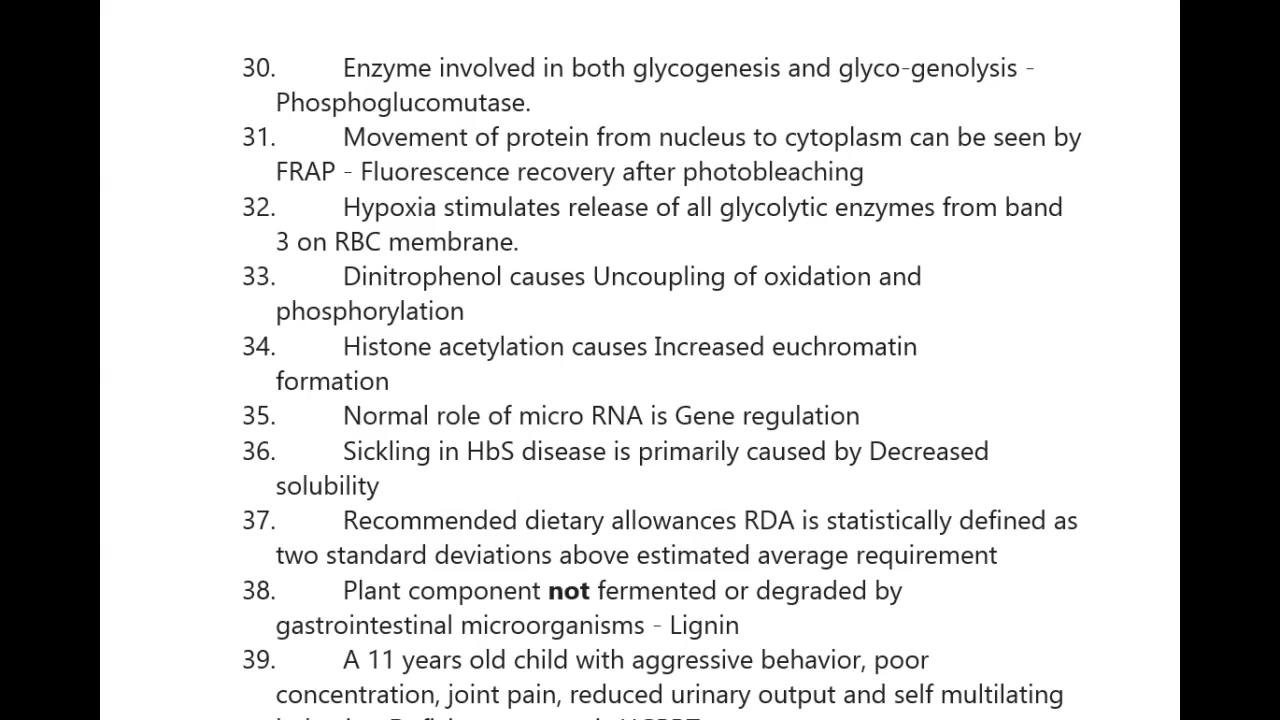 30. Enzyme involved in both glycogenesis and glyco-genolysis -
Phosphoglucomutase.
31. Movement of protein from nucleus to cytoplasm can be seen by
FRAP - Fluorescence recovery after photobleaching
32. Hypoxia stimulates release of all glycolytic enzymes from band
3 on RBC membrane.
33. Dinitrophenol causes Uncoupling of oxidation and
phosphorylation
34. Histone acetylation causes Increased euchromatin
formation
35. Normal role of micro RNA is Gene regulation
36. Sickling in HbS disease is primarily caused by Decreased
solubility
37. Recommended dietary allowances RDA is statistically defined as
two standard deviations above estimated average requirement
38. Plant component not fermented or degraded by
gastrointestinal microorganisms - Lignin
39. A 11 years old child with aggressive behavior, poor
concentration, joint pain, reduced urinary output and self multilating